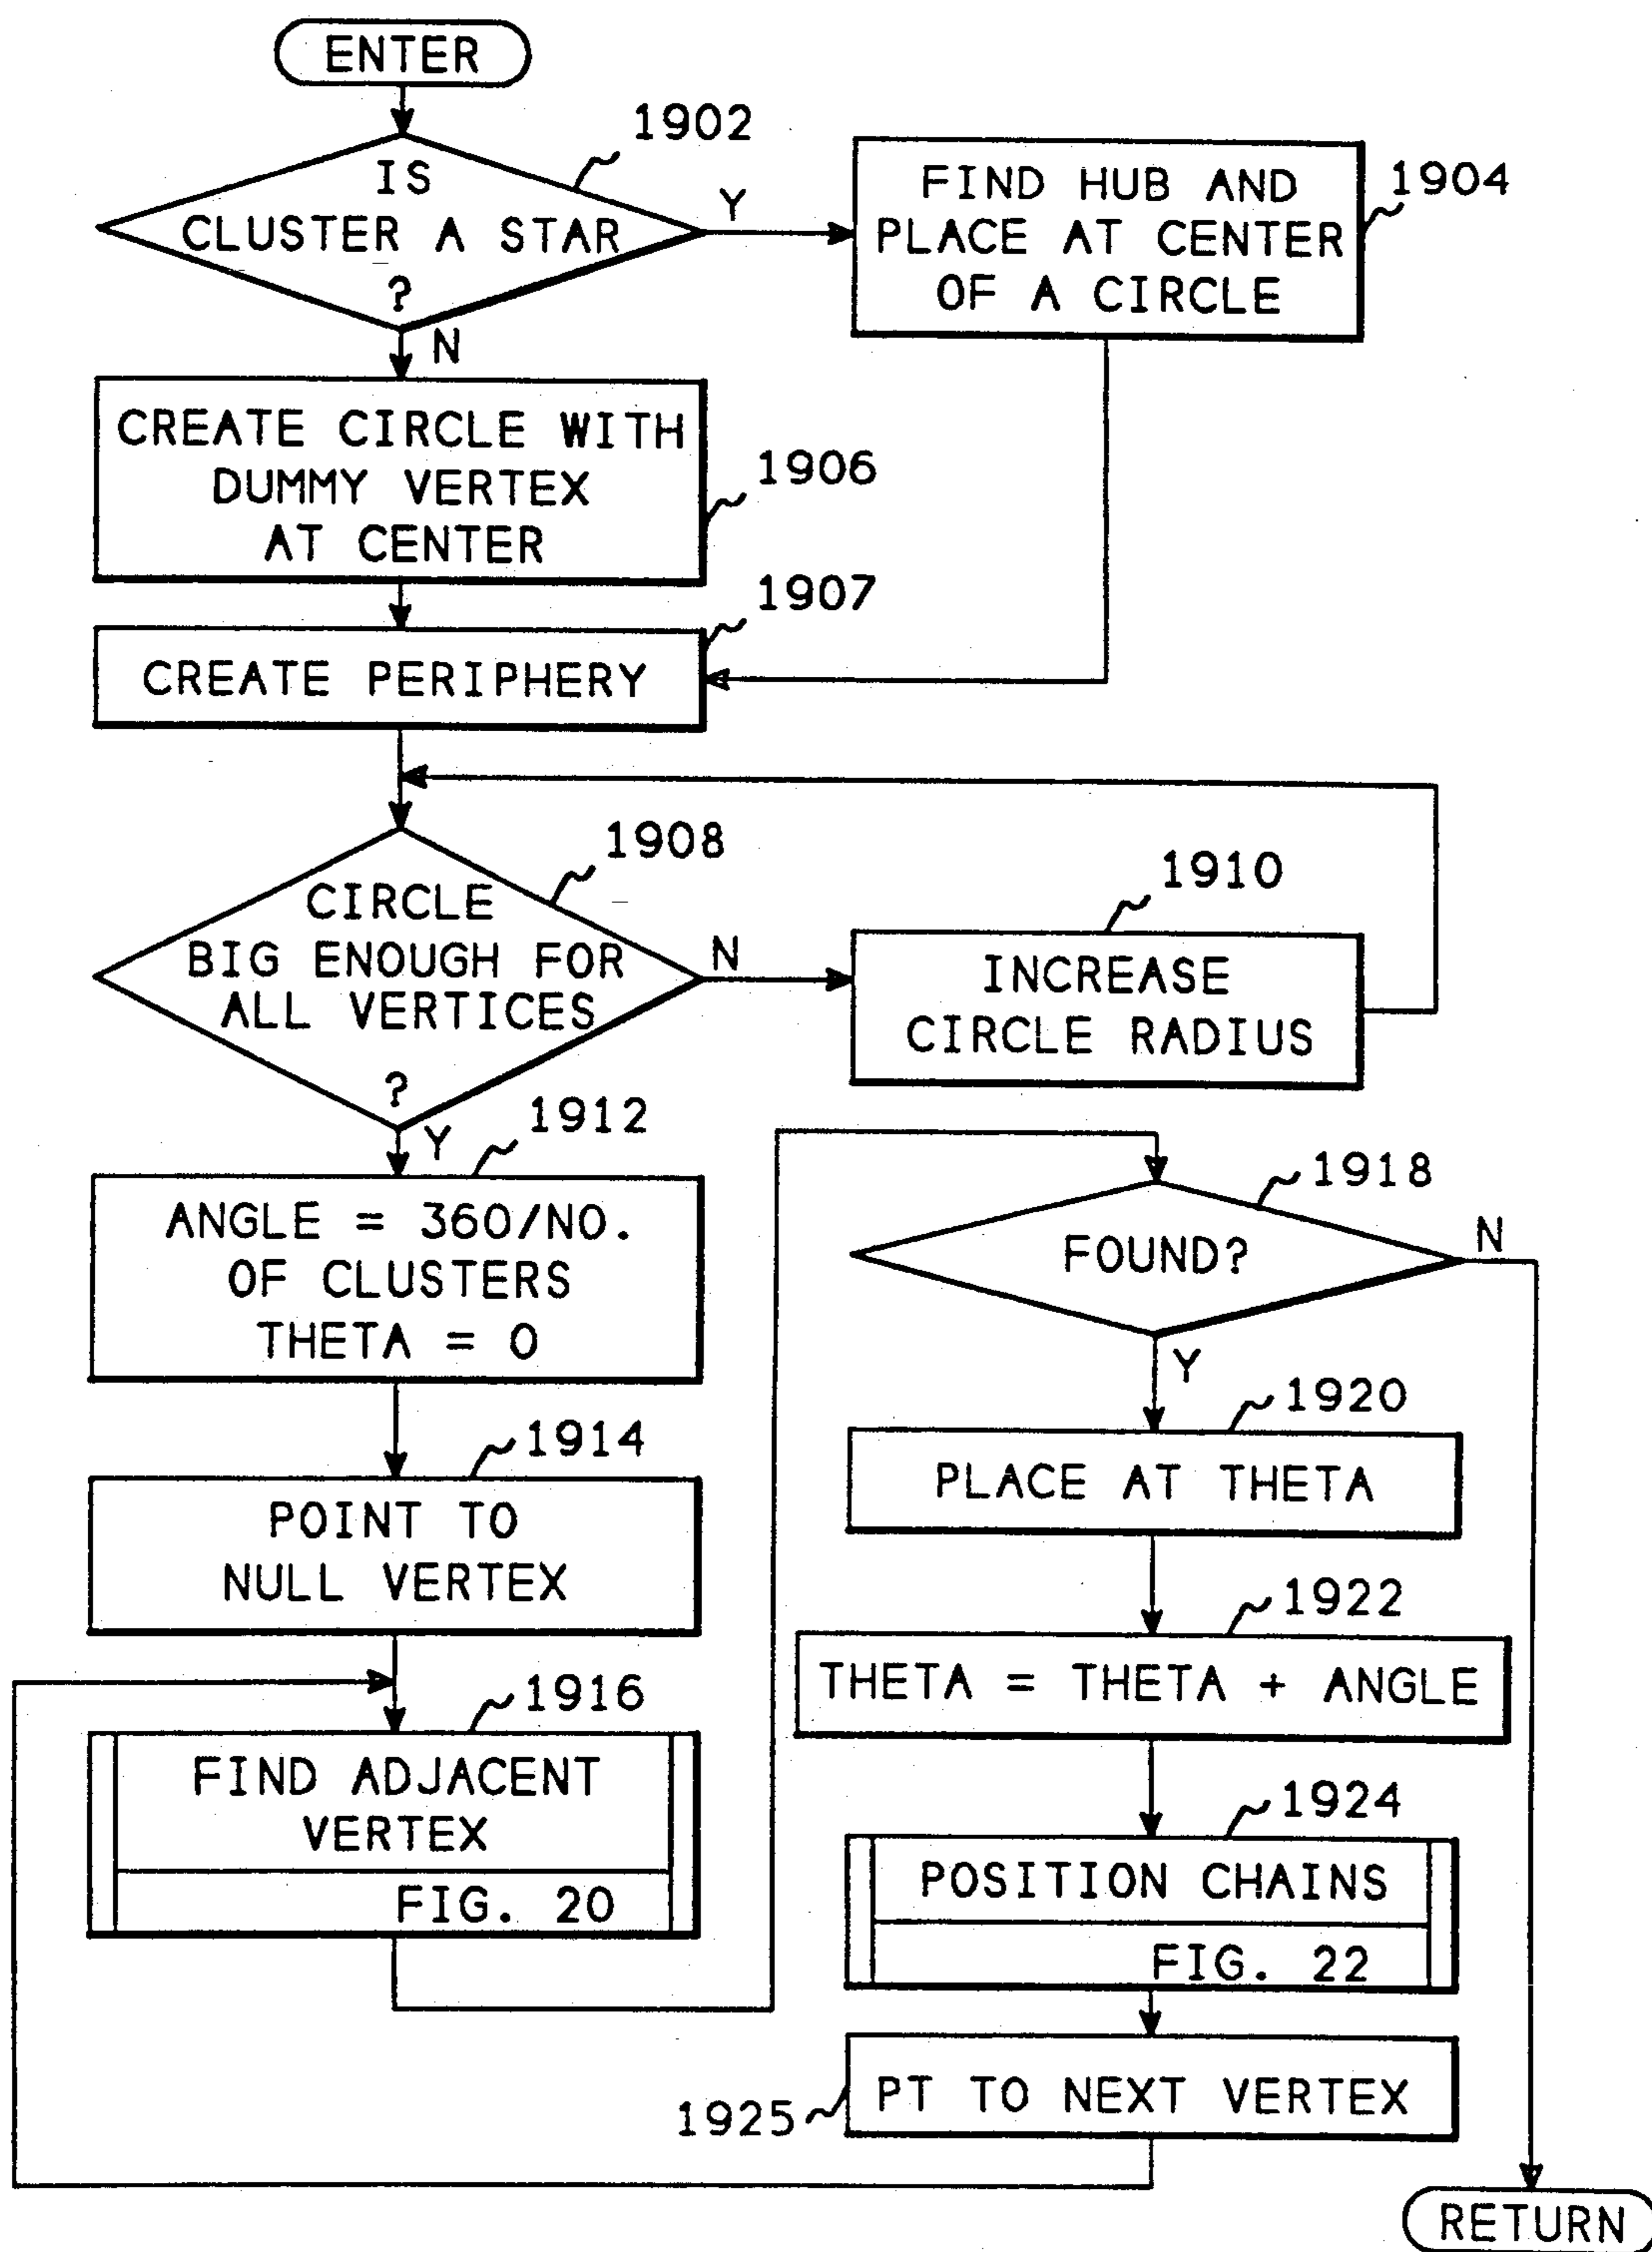 ENTER
1902
IS
CLUSTER A STAR
?
Y
N
FIND HUB AND
PLACE AT CENTER
OF A CIRCLE
1904
CREATE CIRCLE WITH
DUMMY VERTEX
AT CENTER
1906
1907
CREATE PERIPHERY
1908
CIRCLE
BIG ENOUGH FOR
ALL VERTICES
?
N
Y
1910
INCREASE
CIRCLE RADIUS
1912
ANGLE = 360/NO.
OF CLUSTERS
THETA = 0
1914
POINT TO
NULL VERTEX
1916
FIND ADJACENT
VERTEX
FIG. 20
1918
FOUND?
N
Y
1920
PLACE AT THETA
1922
THETA = THETA + ANGLE
1924
POSITION CHAINS
FIG. 22
1925
PT TO NEXT VERTEX
RETURN